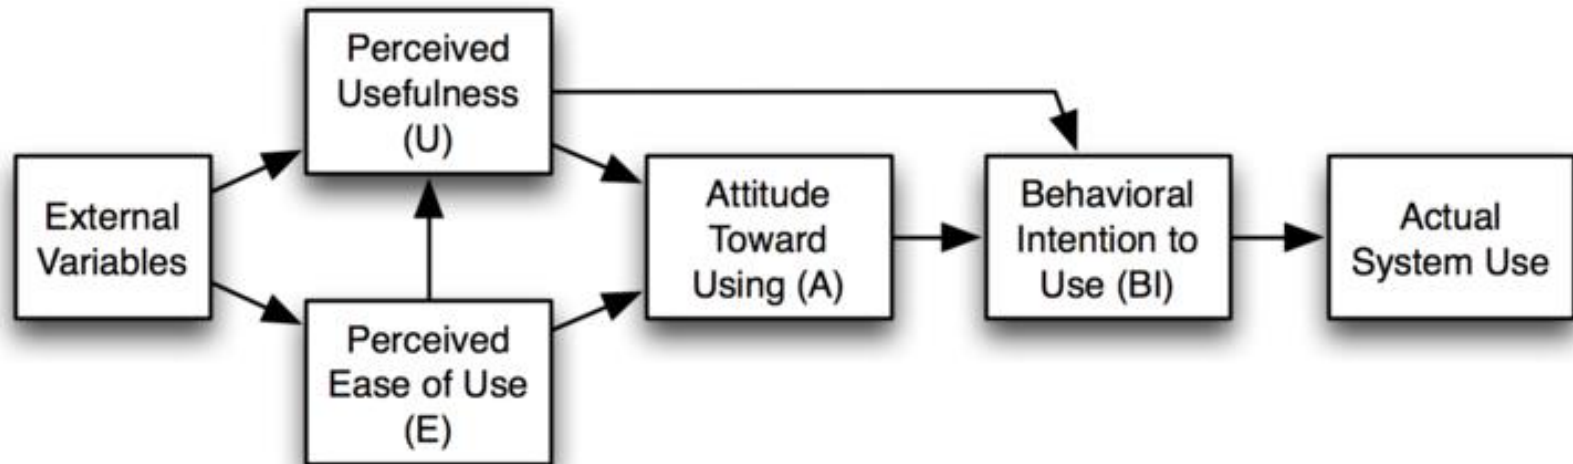 External
Variables
Perceived
Usefulness
(U)
Perceived
Ease of Use
(E)
Attitude
Toward
Using (A)
Behavioral
Intention to
Use (BI)
Actual
System Use